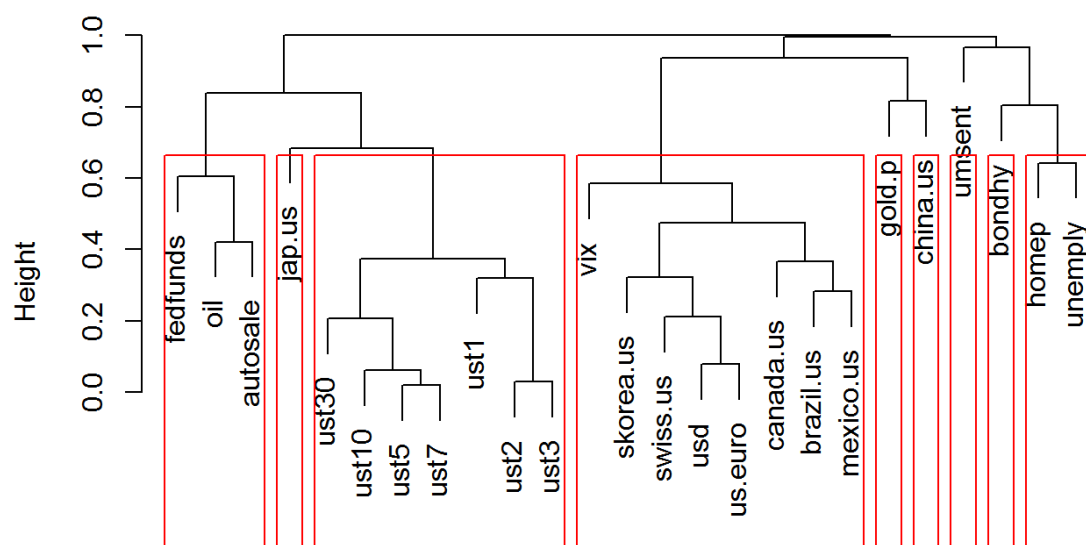 Height
1.0
0.8
0.6
0.4
0.2
0.0
fedfunds
oil
autosale
jap.us
ust30
ust10
ust5
ust7
ust1
ust2
ust3
vix
skorea.us
swiss.us
usd
us.euro
canada.us
brazil.us
mexico.us
gold.p
china.us
umsent
bondhy
homep
unemply